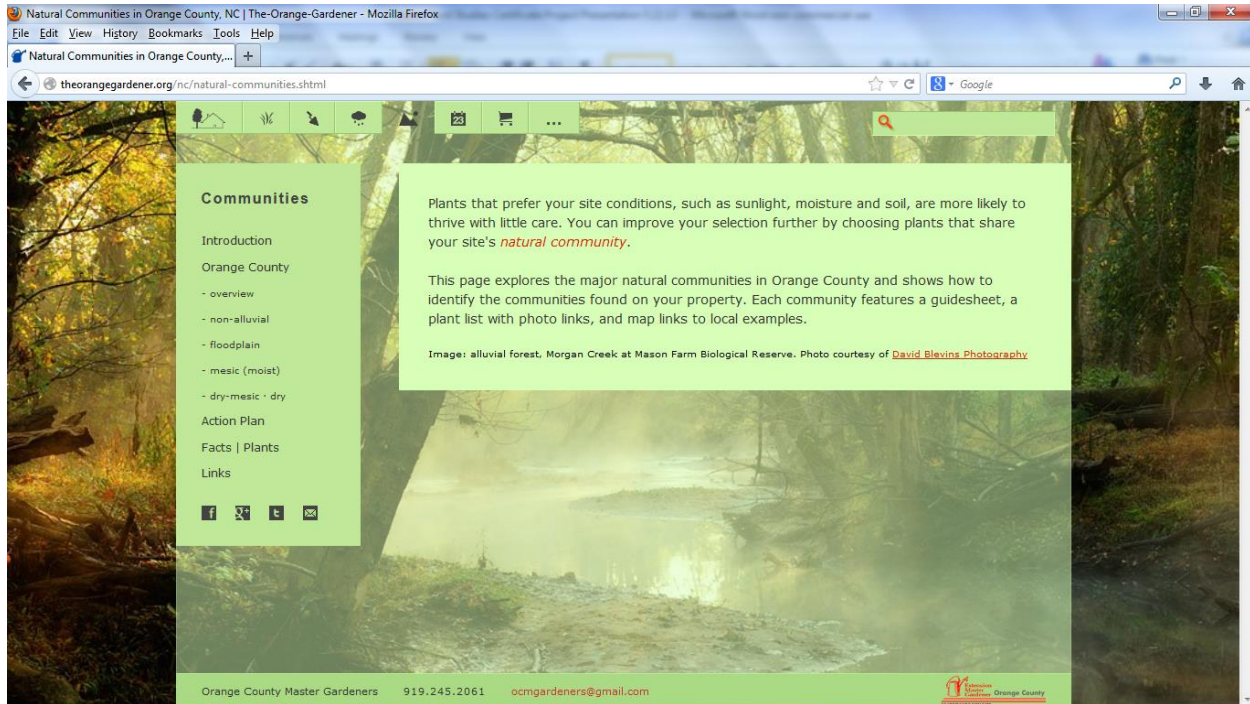 Natural Communities in Orange County, NC | The-Orange-Gardener - Mozilla Firefox
File Edit View History Bookmarks Tools Help
Natural Communities in Orange County,... +
theorangegardener.org/nc/natural-communities.shtml
Google
23
...
Communities
Introduction
Orange County
- overview
- non-alluvial
- floodplain
- mesic (moist)
- dry-mesic · dry
Action Plan
Facts | Plants
Links
Plants that prefer your site conditions, such as sunlight, moisture and soil, are more likely to
thrive with little care. You can improve your selection further by choosing plants that share
your site's natural community.
This page explores the major natural communities in Orange County and shows how to
identify the communities found on your property. Each community features a guidesheet, a
plant list with photo links, and map links to local examples.
Image: alluvial forest, Morgan Creek at Mason Farm Biological Reserve. Photo courtesy of David Blevins Photography
Orange County Master Gardeners 919.245.2061 ocmgardeners@gmail.com
Extension
Master
Gardener Orange County